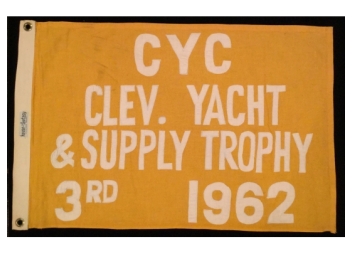 CYC
CLEV. YACHT
& SUPPLY TROPHY
3RD 1962